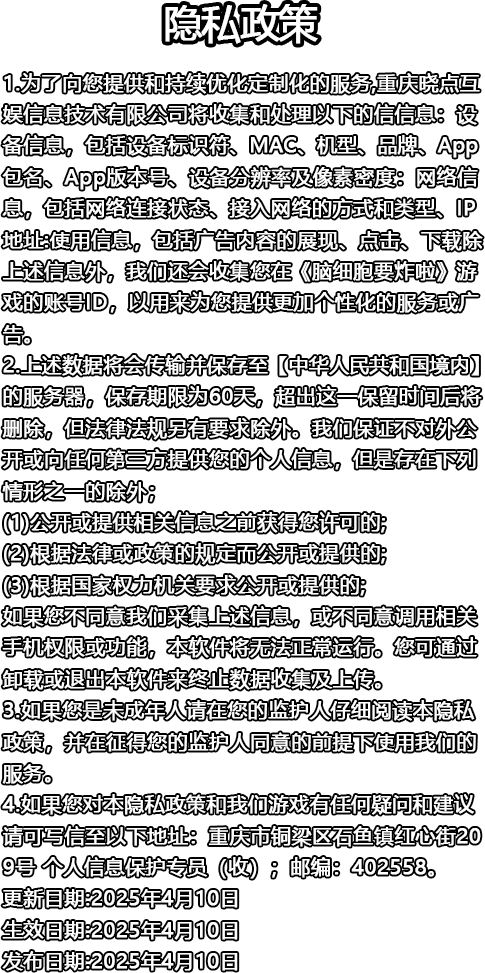 隐私政策
1.为了向您提供和持续优化定制化的服务,重庆晓点互
娱信息技术有限公司将收集和处理以下的信信息：设
备信息，包括设备标识符、MAC、机型、品牌、App
包名、App版本号、设备分辨率及像素密度：网络信
息，包括网络连接状态、接入网络的方式和类型、IP
地址:使用信息，包括广告内容的展现、点击、下载除
上述信息外，我们还会收集您在《脑细胞要炸啦》游
戏的账号ID，以用来为您提供更加个性化的服务或广
告。
2.上述数据将会传输并保存至【中华人民共和国境内】
的服务器，保存期限为60天，超出这一保留时间后将
删除，但法律法规另有要求除外。我们保证不对外公
开或向任何第三方提供您的个人信息，但是存在下列
情形之一的除外；
(1)公开或提供相关信息之前获得您许可的;
(2)根据法律或政策的规定而公开或提供的;
(3)根据国家权力机关要求公开或提供的;
如果您不同意我们采集上述信息，或不同意调用相关
手机权限或功能，本软件将无法正常运行。您可通过
卸载或退出本软件来终止数据收集及上传。
3.如果您是未成年人请在您的监护人仔细阅读本隐私
政策，并在征得您的监护人同意的前提下使用我们的
服务。
4.如果您对本隐私政策和我们游戏有任何疑问和建议
请可写信至以下地址：重庆市铜梁区石鱼镇红心街20
9号 个人信息保护专员（收）；邮编：402558。
更新日期:2025年4月10日
生效日期:2025年4月10日
发布日期:2025年4月10日